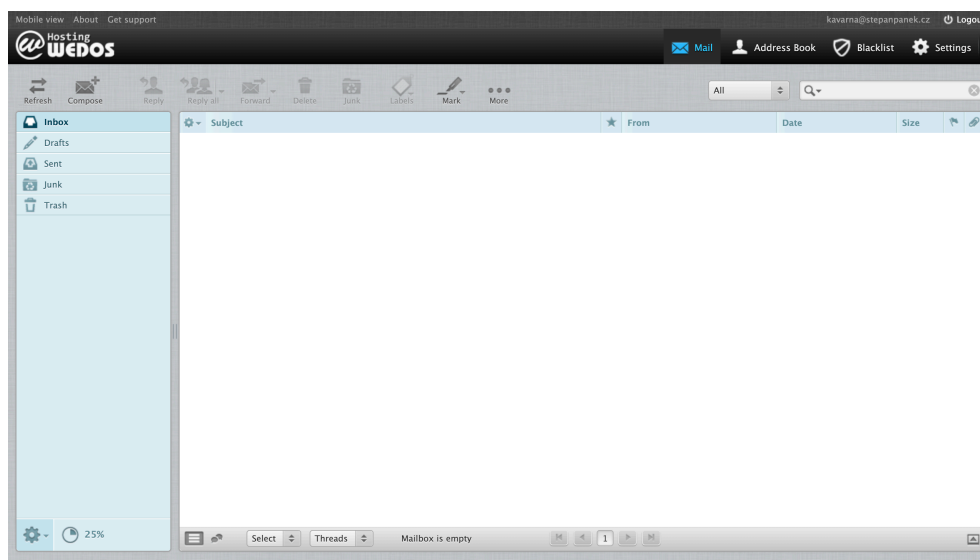 Mobile view About Get support
kavarna@stepanpanek.cz Logou
Hosting
WEDOS
Mail Address Book Blacklist Settings
Refresh Compose Reply Reply all Forward Delete Junk Labels Mark More
All
Inbox
Drafts
Sent
Junk
Trash
Subject From Date Size
25%
Select Threads Mailbox is empty 1